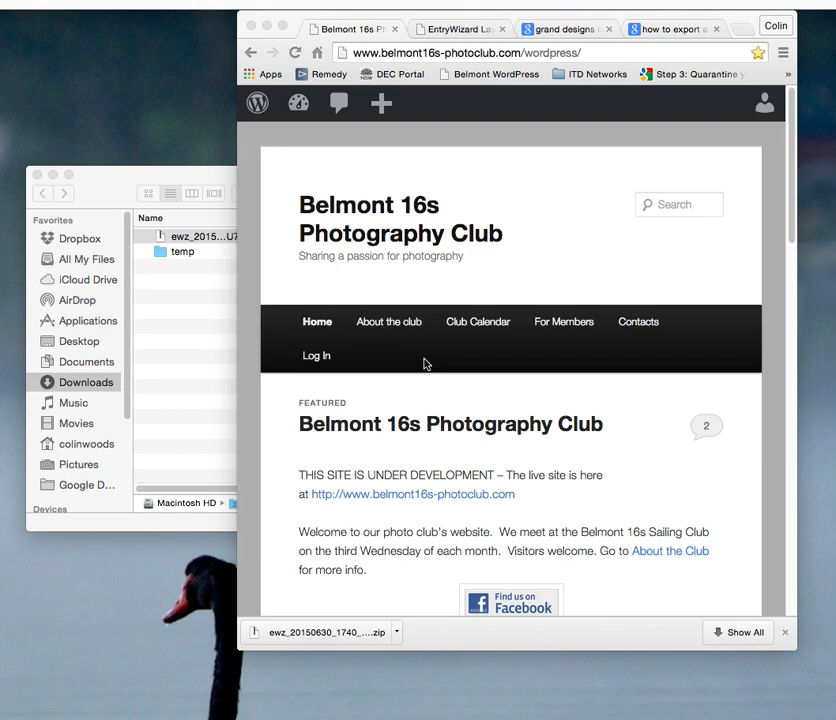 Belmont 16s Ph
EntryWizard Lay
grand designs c
how to export a
Colin
www.belmont16s-photoclub.com/wordpress/
Apps
Remedy
DEC Portal
Belmont WordPress
ITD Networks
Step 3: Quarantine y
»
Favorites
Dropbox
All My Files
iCloud Drive
AirDrop
Applications
Desktop
Documents
Downloads
Music
Movies
colinwoods
Pictures
Google D...
Devices
Name
ewz_2015...U7
temp
Macintosh HD
Belmont 16s
Photography Club
Sharing a passion for photography
Search
Home About the club Club Calendar For Members Contacts
Log In
FEATURED
Belmont 16s Photography Club
2
THIS SITE IS UNDER DEVELOPMENT – The live site is here
at http://www.belmont16s-photoclub.com
Welcome to our photo club's website. We meet at the Belmont 16s Sailing Club
on the third Wednesday of each month. Visitors welcome. Go to About the Club
for more info.
Find us on
Facebook
ewz_20150630_1740_....zip
Show All